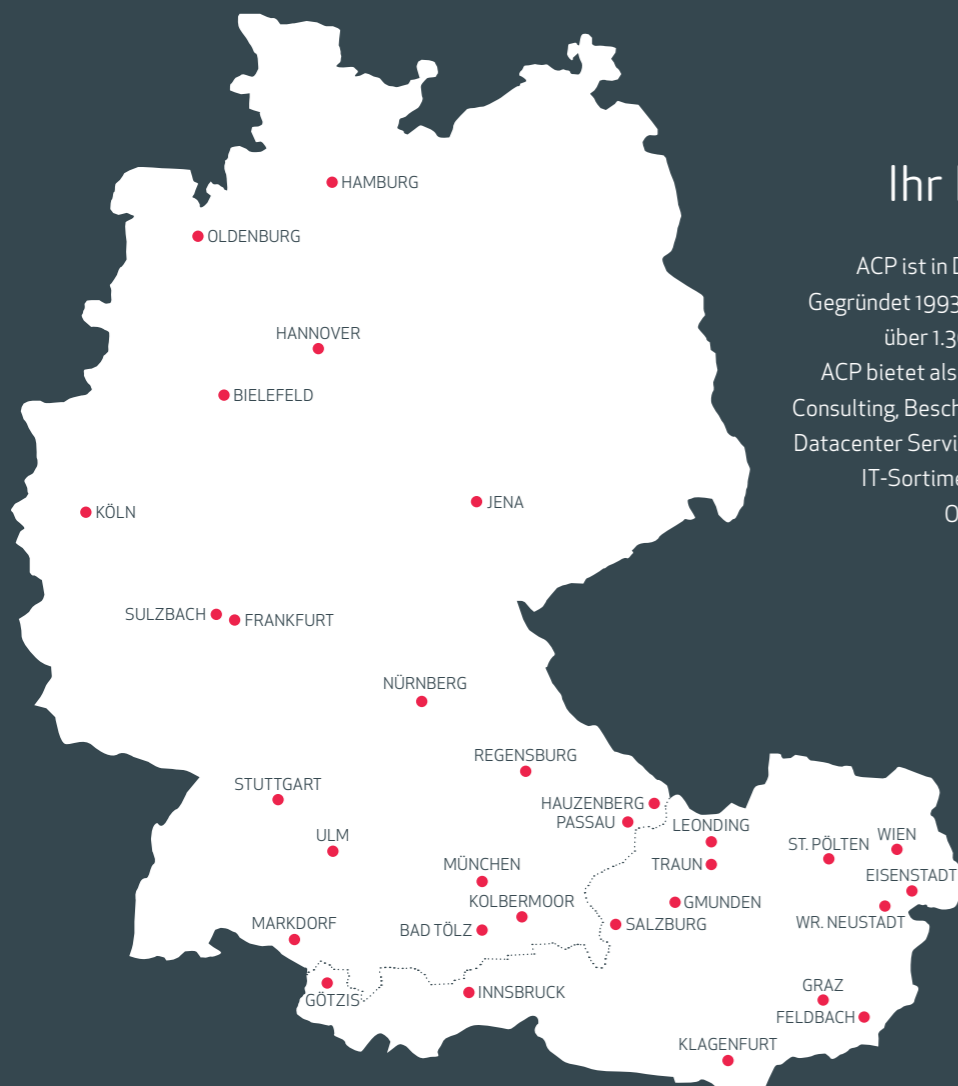 HAMBURG
OLDENBURG
HANNOVER
BIELEFELD
KÖLN
JENA
SULZBACH
FRANKFURT
NÜRNBERG
REGENSBURG
STUTTGART
HAUZENBERG
PASSAU
LEONDING
ULM
ST. PÖLTEN
WIEN
MÜNCHEN
TRAUN
EISENSTADT
KOLBERMOOR
GMUNDEN
MARKDORF
BAD TÖLZ
SALZBURG
WR. NEUSTADT
GÖTZIS
INNSBRUCK
GRAZ
FELDBACH
KLAGENFURT
Ihr
ACP ist in
Gegründet 1993
über 1.3
ACP bietet als
Consulting, Besch
Datacenter Servi
IT-Sortime
O